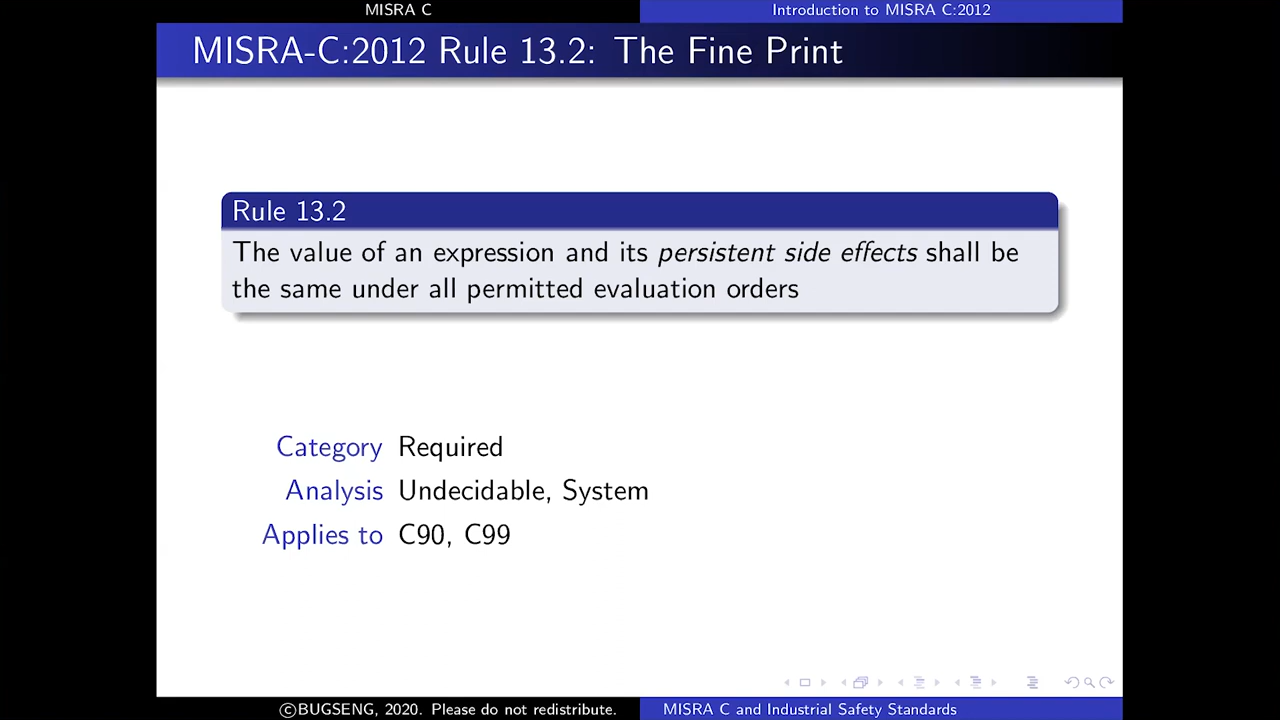 MISRA C
Introduction to MISRA C:2012
MISRA-C:2012 Rule 13.2: The Fine Print
Rule 13.2
The value of an expression and its persistent side effects shall be
the same under all permitted evaluation orders
Category Required
Analysis Undecidable, System
Applies to C90, C99
©BUGSENG, 2020. Please do not redistribute.
MISRA C and Industrial Safety Standards